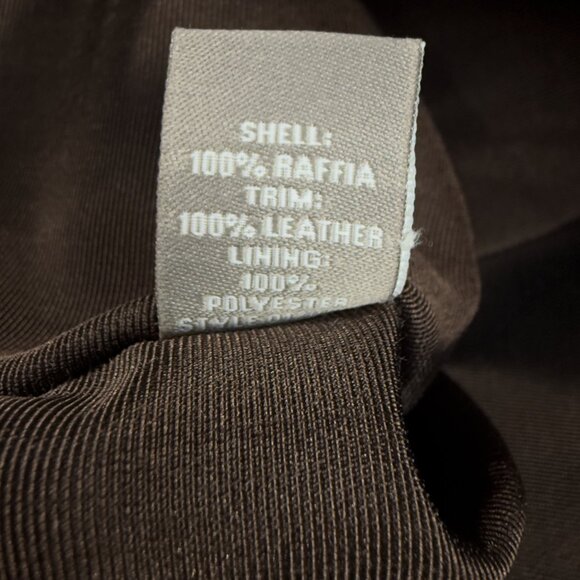 SHELL:
100% RAFFIA
TRIM:
100% LEATHER
LINING:
100%
POLYESTER